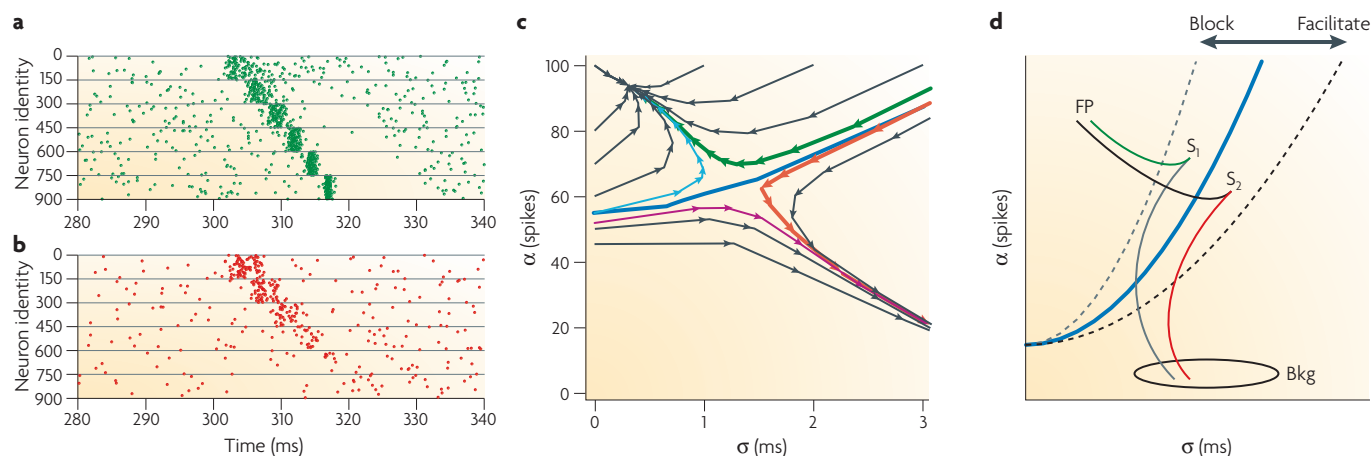 a
Neuron identity
0
150
300
450
600
750
900
280 290 300 310 320 330 340
b
Neuron identity
0
150
300
450
600
750
900
280 290 300 310 320 330 340
Time (ms)
c
α (spikes)
100
80
60
40
20
0
0 1 2 3
σ (ms)
d
Block Facilitate
α (spikes)
FP
S1
S2
Bkg
σ (ms)